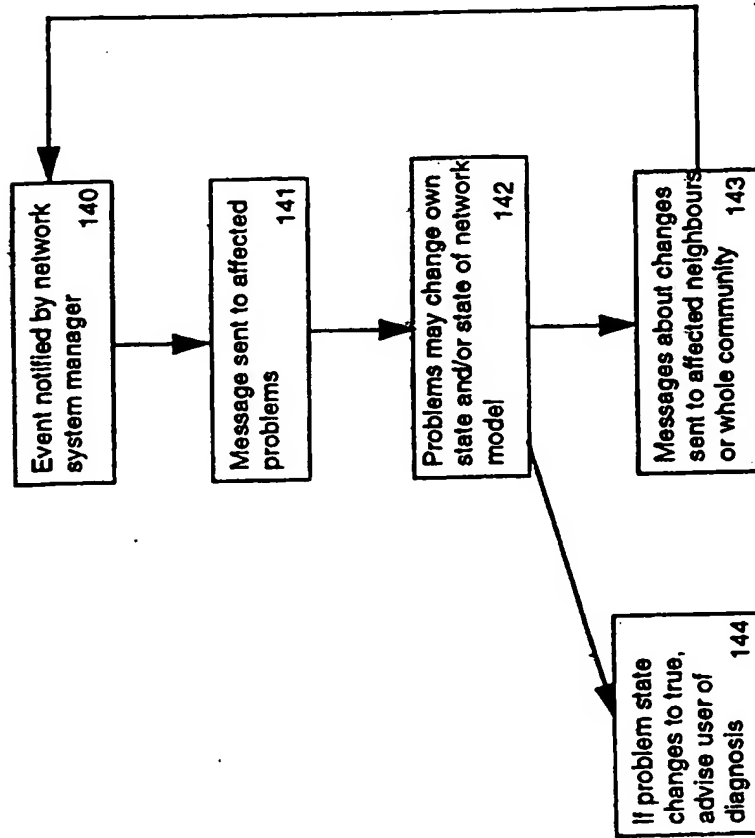 Event notified by network
system manager
140
Message sent to affected
problems
141
Problems may change own
state and/or state of network
model
142
Messages about changes
sent to affected neighbours
or whole community
143
If problem state
changes to true,
advise user of
diagnosis
144